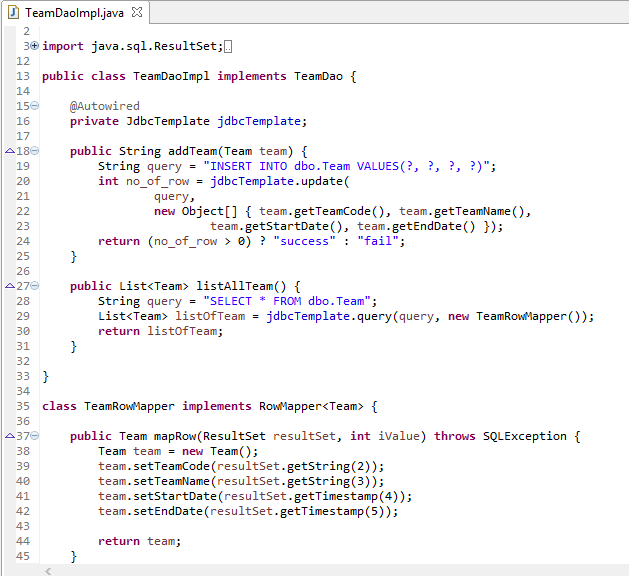 TeamDaoImpl.java
2
3 import java.sql.ResultSet;
12
13 public class TeamDaoImpl implements TeamDao {
14
15     @Autowired
16     private JdbcTemplate jdbcTemplate;
17
18     public String addTeam(Team team) {
19         String query = "INSERT INTO dbo.Team VALUES(?, ?, ?, ?)";
20         int no_of_row = jdbcTemplate.update(
21                 query,
22                 new Object[] { team.getTeamCode(), team.getTeamName(),
23                         team.getStartDate(), team.getEndDate() });
24         return (no_of_row > 0) ? "success" : "fail";
25     }
26
27     public List<Team> listAllTeam() {
28         String query = "SELECT * FROM dbo.Team";
29         List<Team> listOfTeam = jdbcTemplate.query(query, new TeamRowMapper());
30         return listOfTeam;
31     }
32
33 }
34
35 class TeamRowMapper implements RowMapper<Team> {
36
37     public Team mapRow(ResultSet resultSet, int iValue) throws SQLException {
38         Team team = new Team();
39         team.setTeamCode(resultSet.getString(2));
40         team.setTeamName(resultSet.getString(3));
41         team.setStartDate(resultSet.getTimestamp(4));
42         team.setEndDate(resultSet.getTimestamp(5));
43
44         return team;
45     }